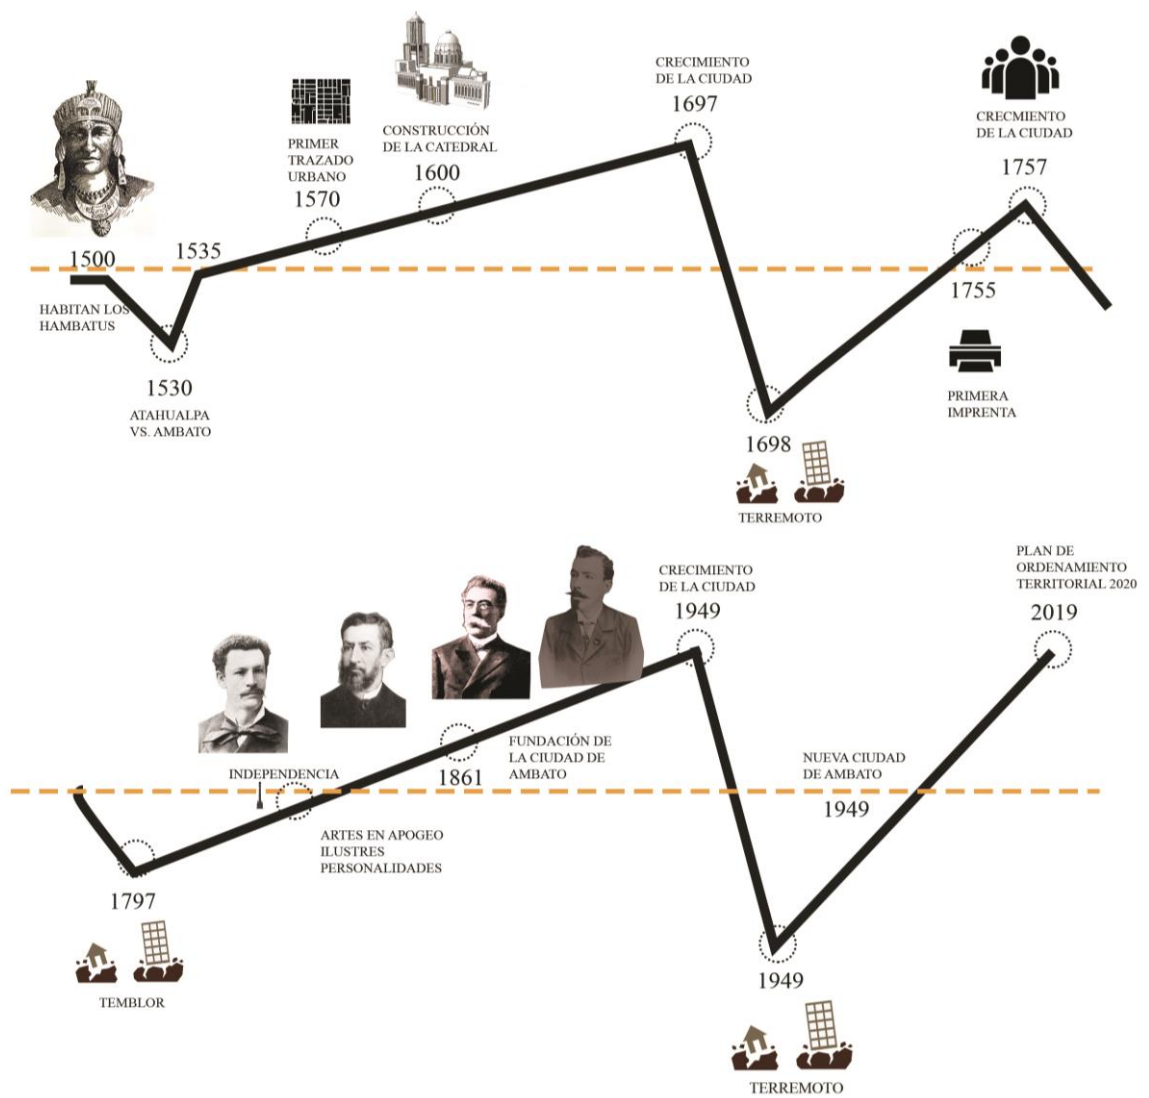 1500
HABITAN LOS
HAMBATUS
1530
ATAHUALPA
VS. AMBATO
1535
PRIMER
TRAZADO
URBANO
1570
CONSTRUCCIÓN
DE LA CATEDRAL
1600
CRECIMIENTO
DE LA CIUDAD
1697
1698
TERREMOTO
1755
PRIMERA
IMPRENTA
CRECMIENTO
DE LA CIUDAD
1757
1797
TEMBLOR
INDEPENDENCIA
ARTES EN APOGEO
ILUSTRES
PERSONALIDADES
1861
FUNDACIÓN DE
LA CIUDAD DE
AMBATO
CRECIMIENTO
DE LA CIUDAD
1949
1949
TERREMOTO
NUEVA CIUDAD
DE AMBATO
1949
PLAN DE
ORDENAMIENTO
TERRITORIAL 2020
2019